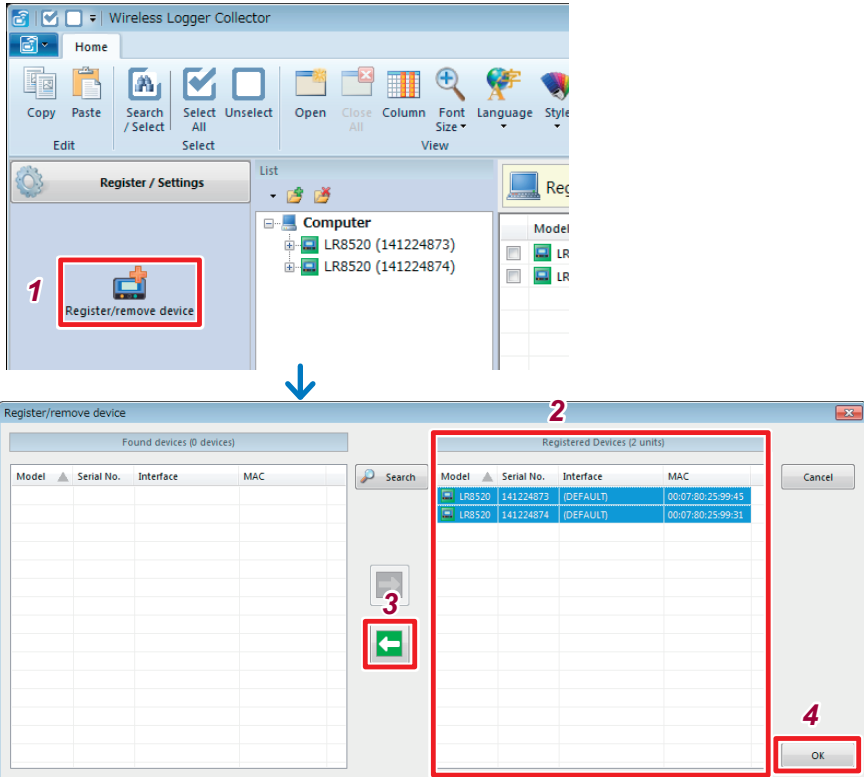 Wireless Logger Collector
Home
Copy Paste Search / Select Select All Unselect Open Close All Column Font Size Language Style
Edit Select View
Register / Settings
List
Reg
Computer
LR8520 (141224873)
LR8520 (141224874)
Model
LR
LR
1
Register/remove device
2
Register/remove device
Found devices (0 devices)
Registered Devices (2 units)
Model Serial No. Interface MAC
Search
Model Serial No. Interface MAC
Cancel
LR8520 141224873 (DEFAULT) 00:07:80:25:99:45
LR8520 141224874 (DEFAULT) 00:07:80:25:99:31
3
4
OK